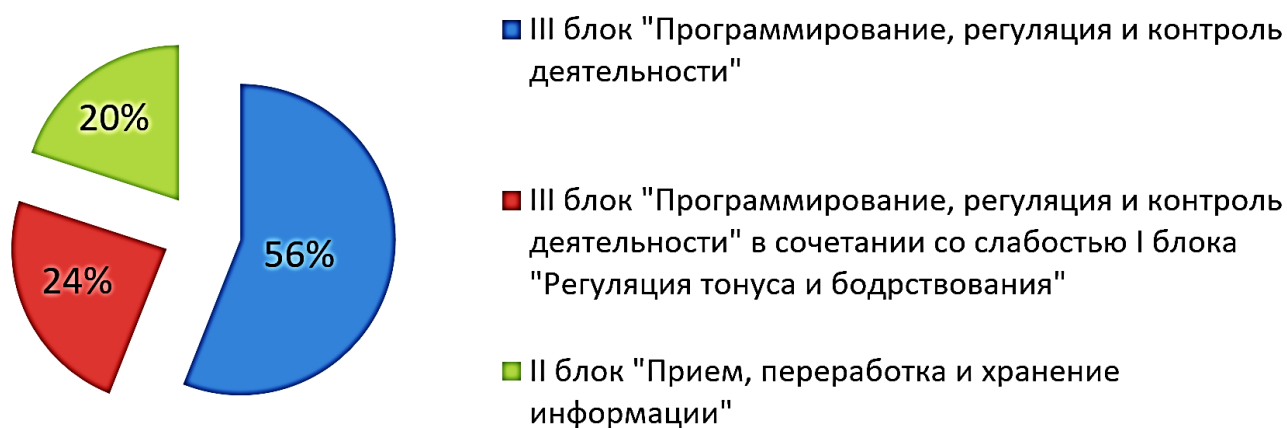 20%
24%
56%
III блок "Программирование, регуляция и контроль
деятельности"
III блок "Программирование, регуляция и контроль
деятельности" в сочетании со слабостью I блока
"Регуляция тонуса и бодрствования"
II блок "Прием, переработка и хранение
информации"